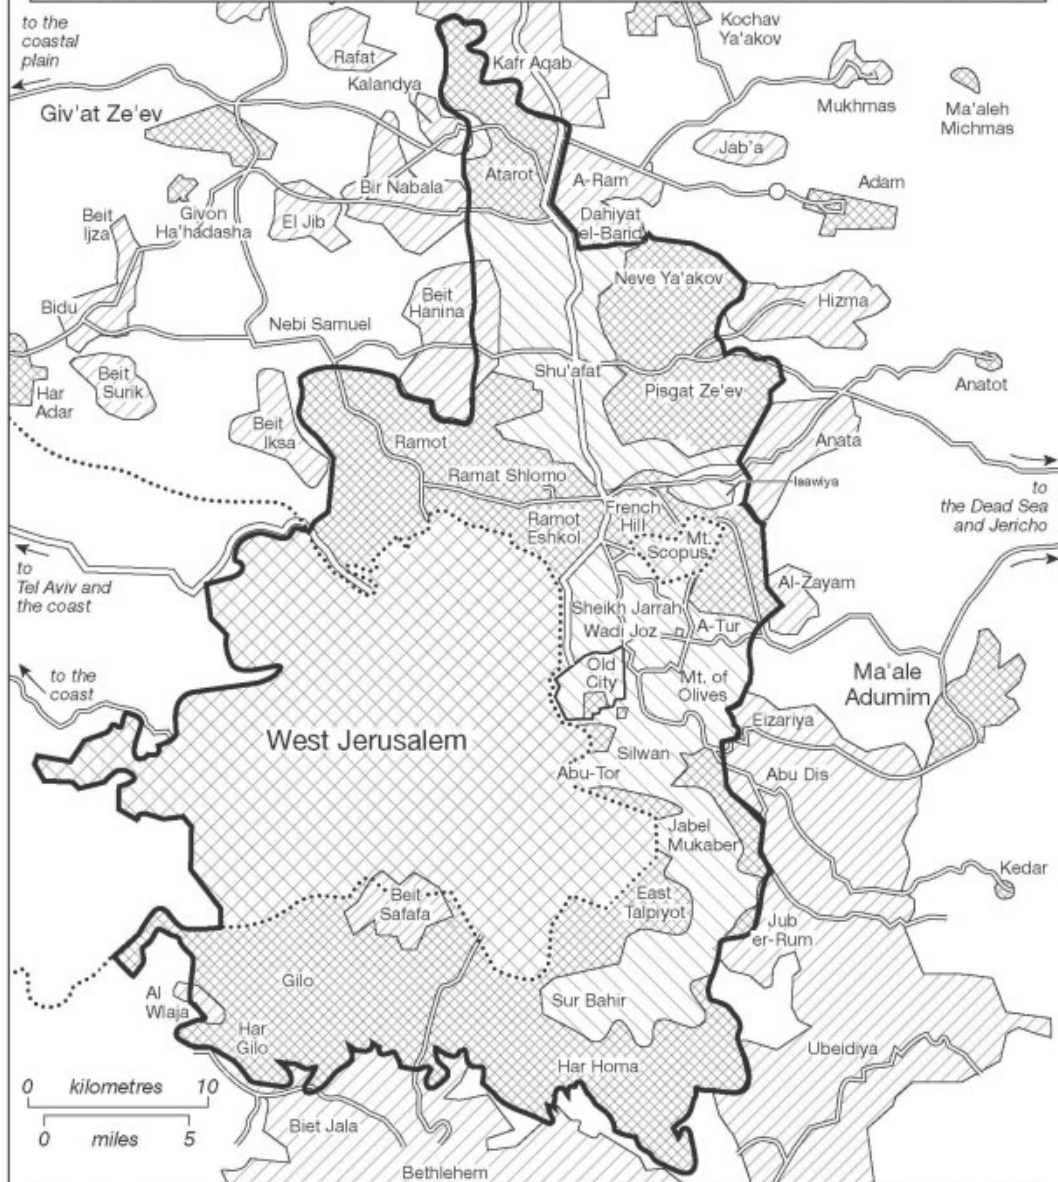 to the
coastal
plain
Rafat
Kalandya
Kafr Aqab
Kochav
Ya'akov
Mukhmas
Ma'aleh
Michmas
Giv'at Ze'ev
Jab'a
Adam
Atarot
A-Ram
Bir Nabala
El Jib
Givon
Ha'hadasha
Beit
Ijza
Dahiyat
el-Barid
Neve Ya'akov
Hizma
Beit
Hanina
Bidu
Nebi Samuel
Shu'afat
Pisgat Ze'ev
Anatot
Har
Adar
Beit
Surik
Beit
Iksa
Ramot
Anata
Ramat Shlomo
Isawiya
to
the Dead Sea
and Jericho
French
Hill
Ramot
Eshkol
Mt.
Scopus
to
Tel Aviv and
the coast
Al-Zayam
Sheikh Jarrah
Wadi Joz
A-Tur
to the
coast
Old
City
Mt. of
Olives
Ma'ale
Adumim
Eizariya
West Jerusalem
Silwan
Abu-Tor
Abu Dis
Jabel
Mukaber
Kedar
Beit
Safafa
East
Talpiyot
Jub
er-Rum
Gilo
Al
Wlaja
Sur Bahir
Har
Gilo
Ubeidiya
Har Homa
0 kilometres 10
0 miles 5
Biet Jala
Bethlehem